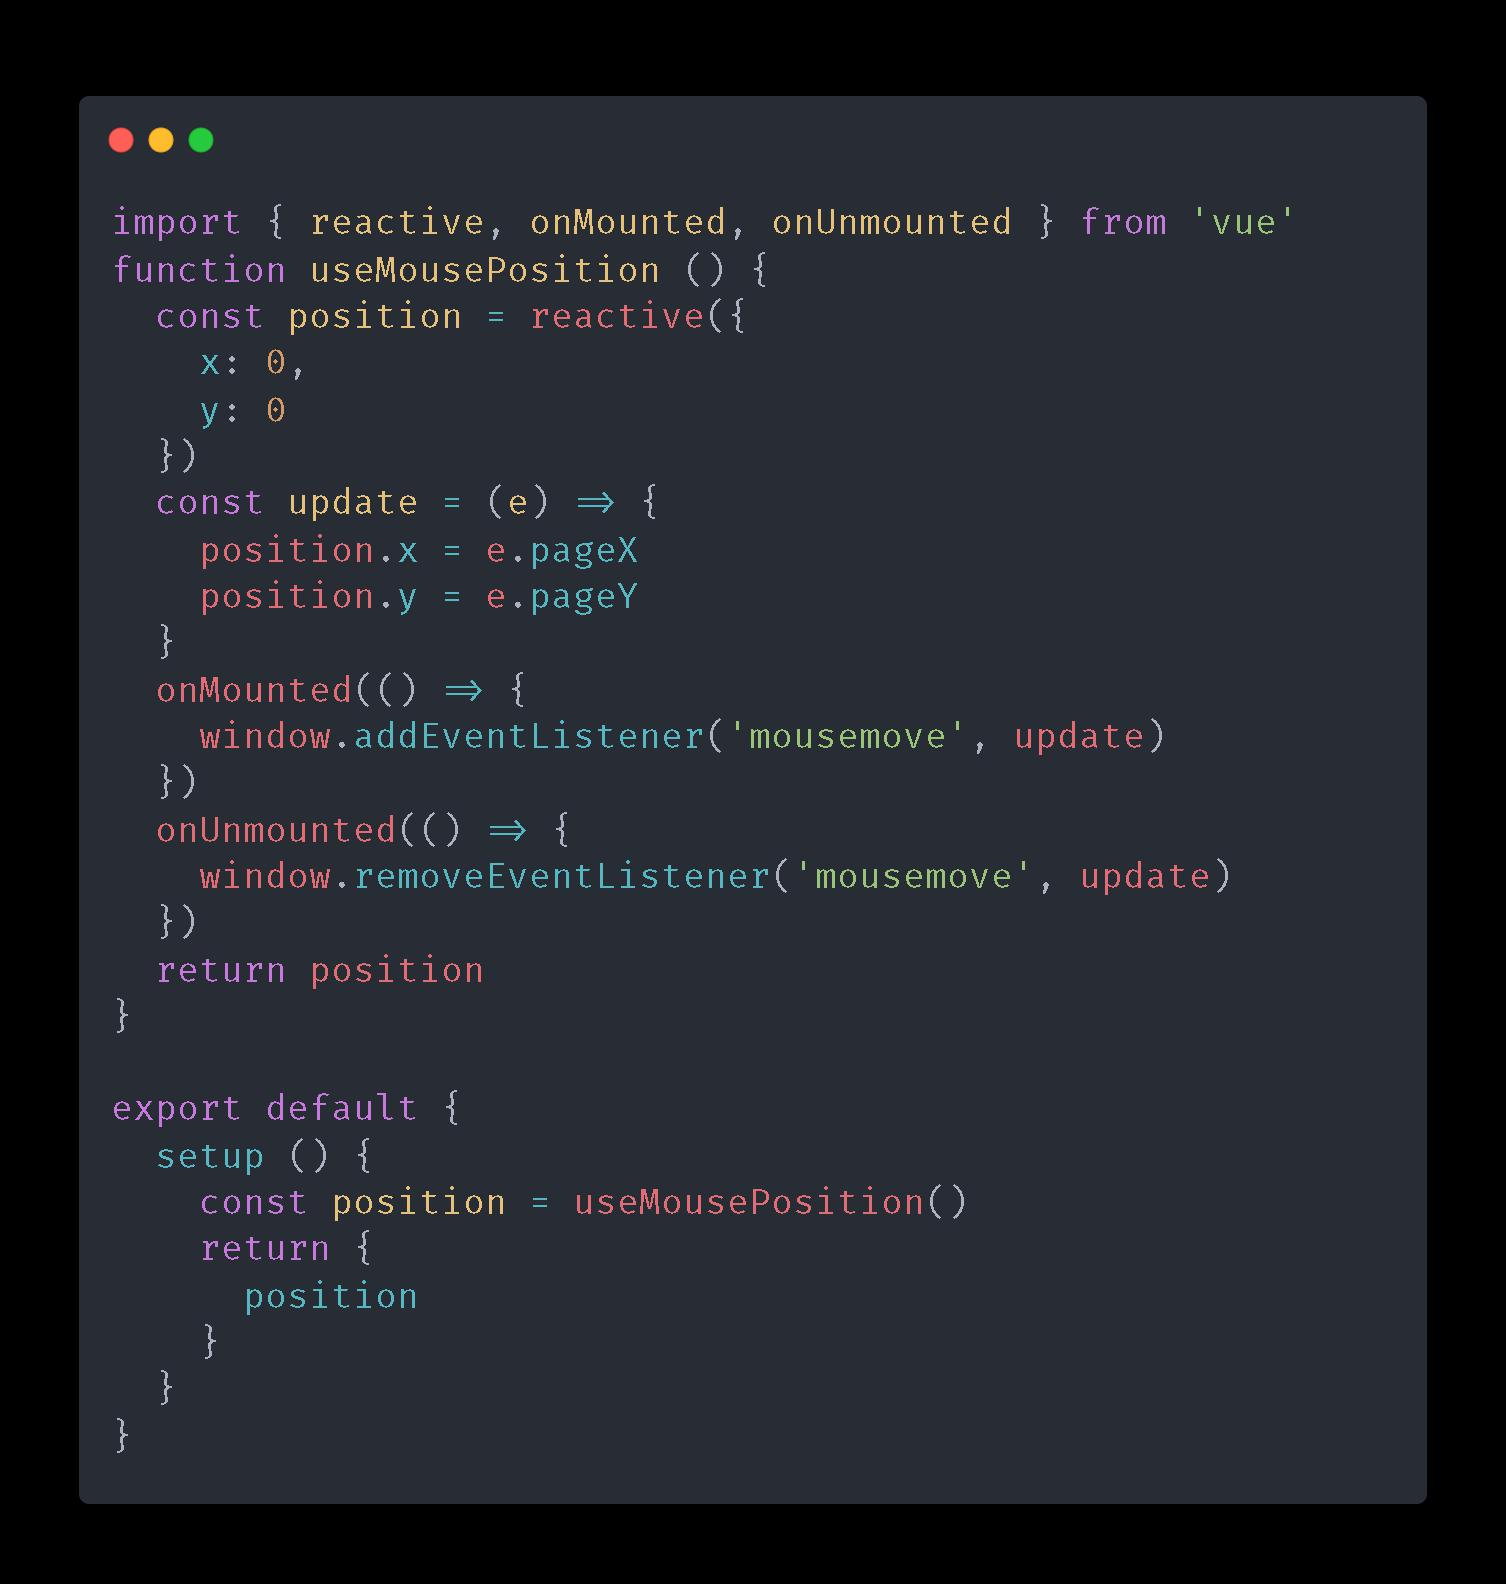 import { reactive, onMounted, onUnmounted } from 'vue'
function useMousePosition () {
  const position = reactive({
    x: 0,
    y: 0
  })
  const update = (e) => {
    position.x = e.pageX
    position.y = e.pageY
  }
  onMounted(() => {
    window.addEventListener('mousemove', update)
  })
  onUnmounted(() => {
    window.removeEventListener('mousemove', update)
  })
  return position
}

export default {
  setup () {
    const position = useMousePosition()
    return {
      position
    }
  }
}